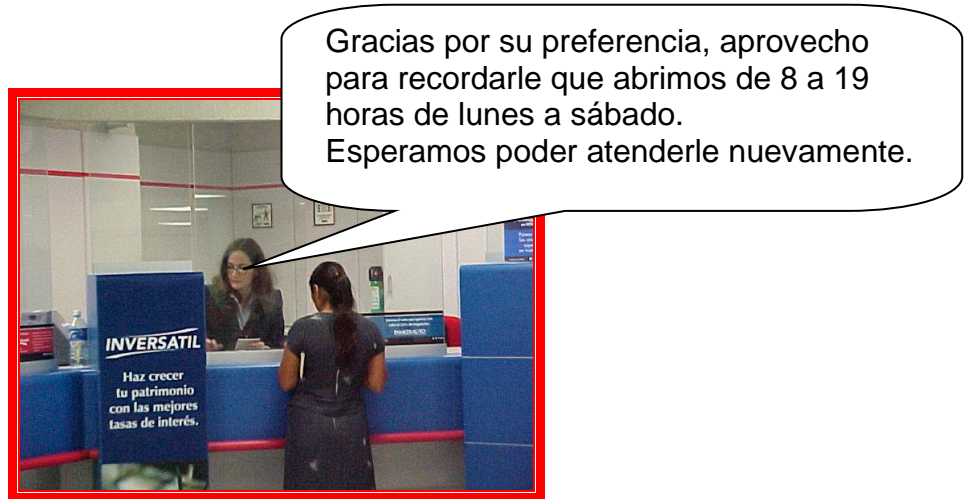 Gracias por su preferencia, aprovecho
para recordarle que abrimos de 8 a 19
horas de lunes a sábado.
Esperamos poder atenderle nuevamente.
INVERSATIL
Haz crecer
tu patrimonio
con las mejores
tasas de interés.